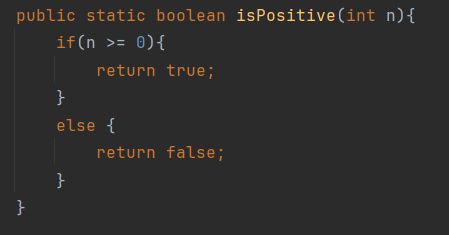 public static boolean isPositive(int n){
    if(n >= 0){
        return true;
    }
    else {
        return false;
    }
}